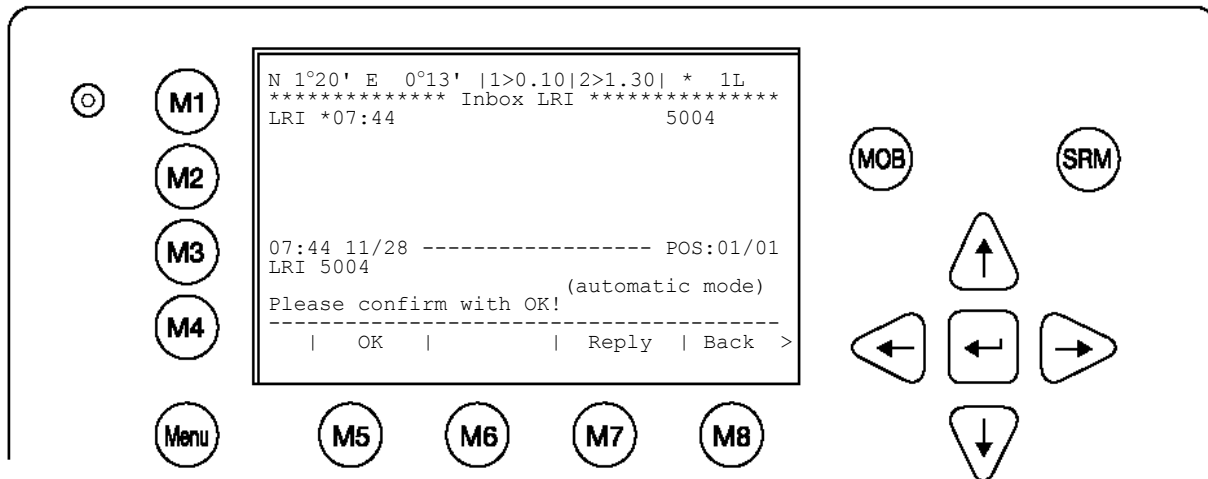 N 1°20' E 0°13' |1>0.10|2>1.30| * 1L
************** Inbox LRI ***************
LRI *07:44 5004
M1
M2
MOB
SRM
07:44 11/28 ------------------ POS:01/01
LRI 5004
(automatic mode)
Please confirm with OK!
----------------------------------------
| OK | | Reply | Back >
M3
M4
Menu
M5
M6
M7
M8